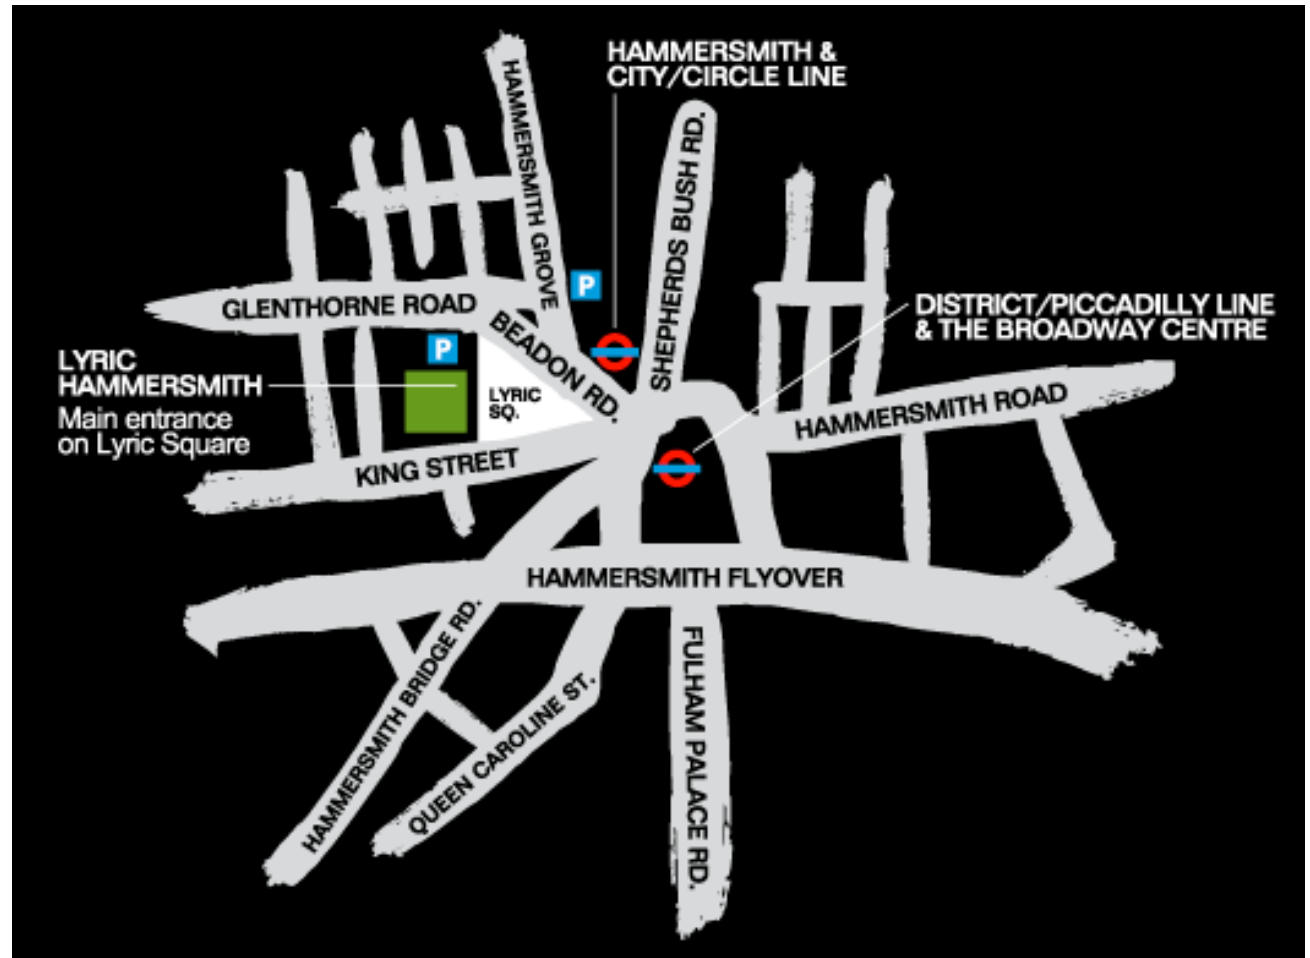 HAMMERSMITH &
CITY/CIRCLE LINE
HAMMERSMITH GROVE
SHEPHERDS BUSH RD.
P
GLENTHORNE ROAD
BEADON RD.
DISTRICT/PICCADILLY LINE
& THE BROADWAY CENTRE
P
LYRIC
HAMMERSMITH
Main entrance
on Lyric Square
LYRIC
SQ.
HAMMERSMITH ROAD
KING STREET
HAMMERSMITH FLYOVER
HAMMERSMITH BRIDGE RD.
QUEEN CAROLINE ST.
FULHAM PALACE RD.